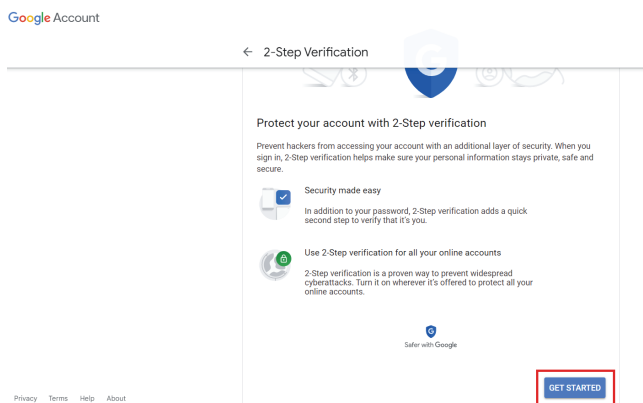 Google Account
2-Step Verification
Protect your account with 2-Step verification
Prevent hackers from accessing your account with an additional layer of security. When you
sign in, 2-Step verification helps make sure your personal information stays private, safe and
secure.
Security made easy
In addition to your password, 2-Step verification adds a quick
second step to verify that it's you.
Use 2-Step verification for all your online accounts
2-Step verification is a proven way to prevent widespread
cyberattacks. Turn it on wherever it's offered to protect all your
online accounts.
G
Safer with Google
GET STARTED
Privacy Terms Help About